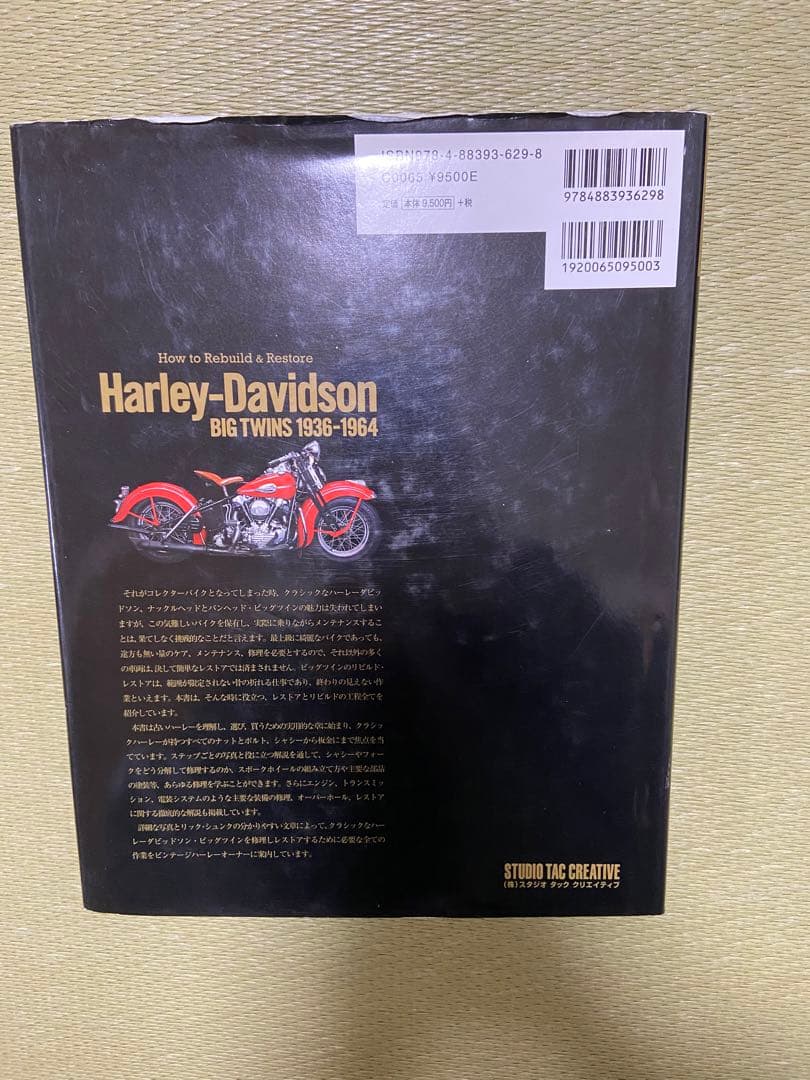 ISBN978-4-88393-629-8
C0065 ¥9500E
定価 本体 9,500円 +税
9784883936298
1920065095003
How to Rebuild & Restore
Harley-Davidson
BIG TWINS 1936-1964
それがコレクターバイクとなってしまった時、クラシックなハーレーダビッ
ドソン、ナックルヘッドとパンヘッド・ビッグツインの魅力は失われてしまい
ますが、この気難しいバイクを保有し、実際に乗りながらメンテナンスするこ
とは、果てしなく挑戦的なことだと言えます。最上級に綺麗なバイクであっても、
途方も無い量のケア、メンテナンス、修理を必要とするので、それ以外の多
くの車両は、決して簡単なレストアでは済まされません。ビッグツインのリビルド・
レストアは、範囲が限定されない骨の折れる仕事であり、終わりの見えない作
業といえます。本書は、そんな時に役立つ、レストアとリビルドの工程全てを
紹介しています。
本書は古いハーレーを理解し、選び、買うための実用的な章に始まり、クラシッ
クハーレーが持つすべてのナットとボルト、シャシーから板金にまで焦点を当
てています。ステップごとの写真と役に立つ解説を通して、シャシーやフォー
クをどう分解して修理するのか、スポークホイールの組み立て方や主要な部品
の塗装等、あらゆる修理を学ぶことができます。さらにエンジン、トランスミッ
ション、電装システムのような主要な装備の修理、オーバーホール、レストア
に関する徹底的な解説も掲載しています。
詳細な写真とリック・シュンクの分かりやすい文章によって、クラシックなハー
レーダビッドソン・ビッグツインを修理しレストアするために必要な全ての
作業をビンテージハーレーオーナーに案内しています。
STUDIO TAC CREATIVE
(株)スタジオ タック クリエイティブ